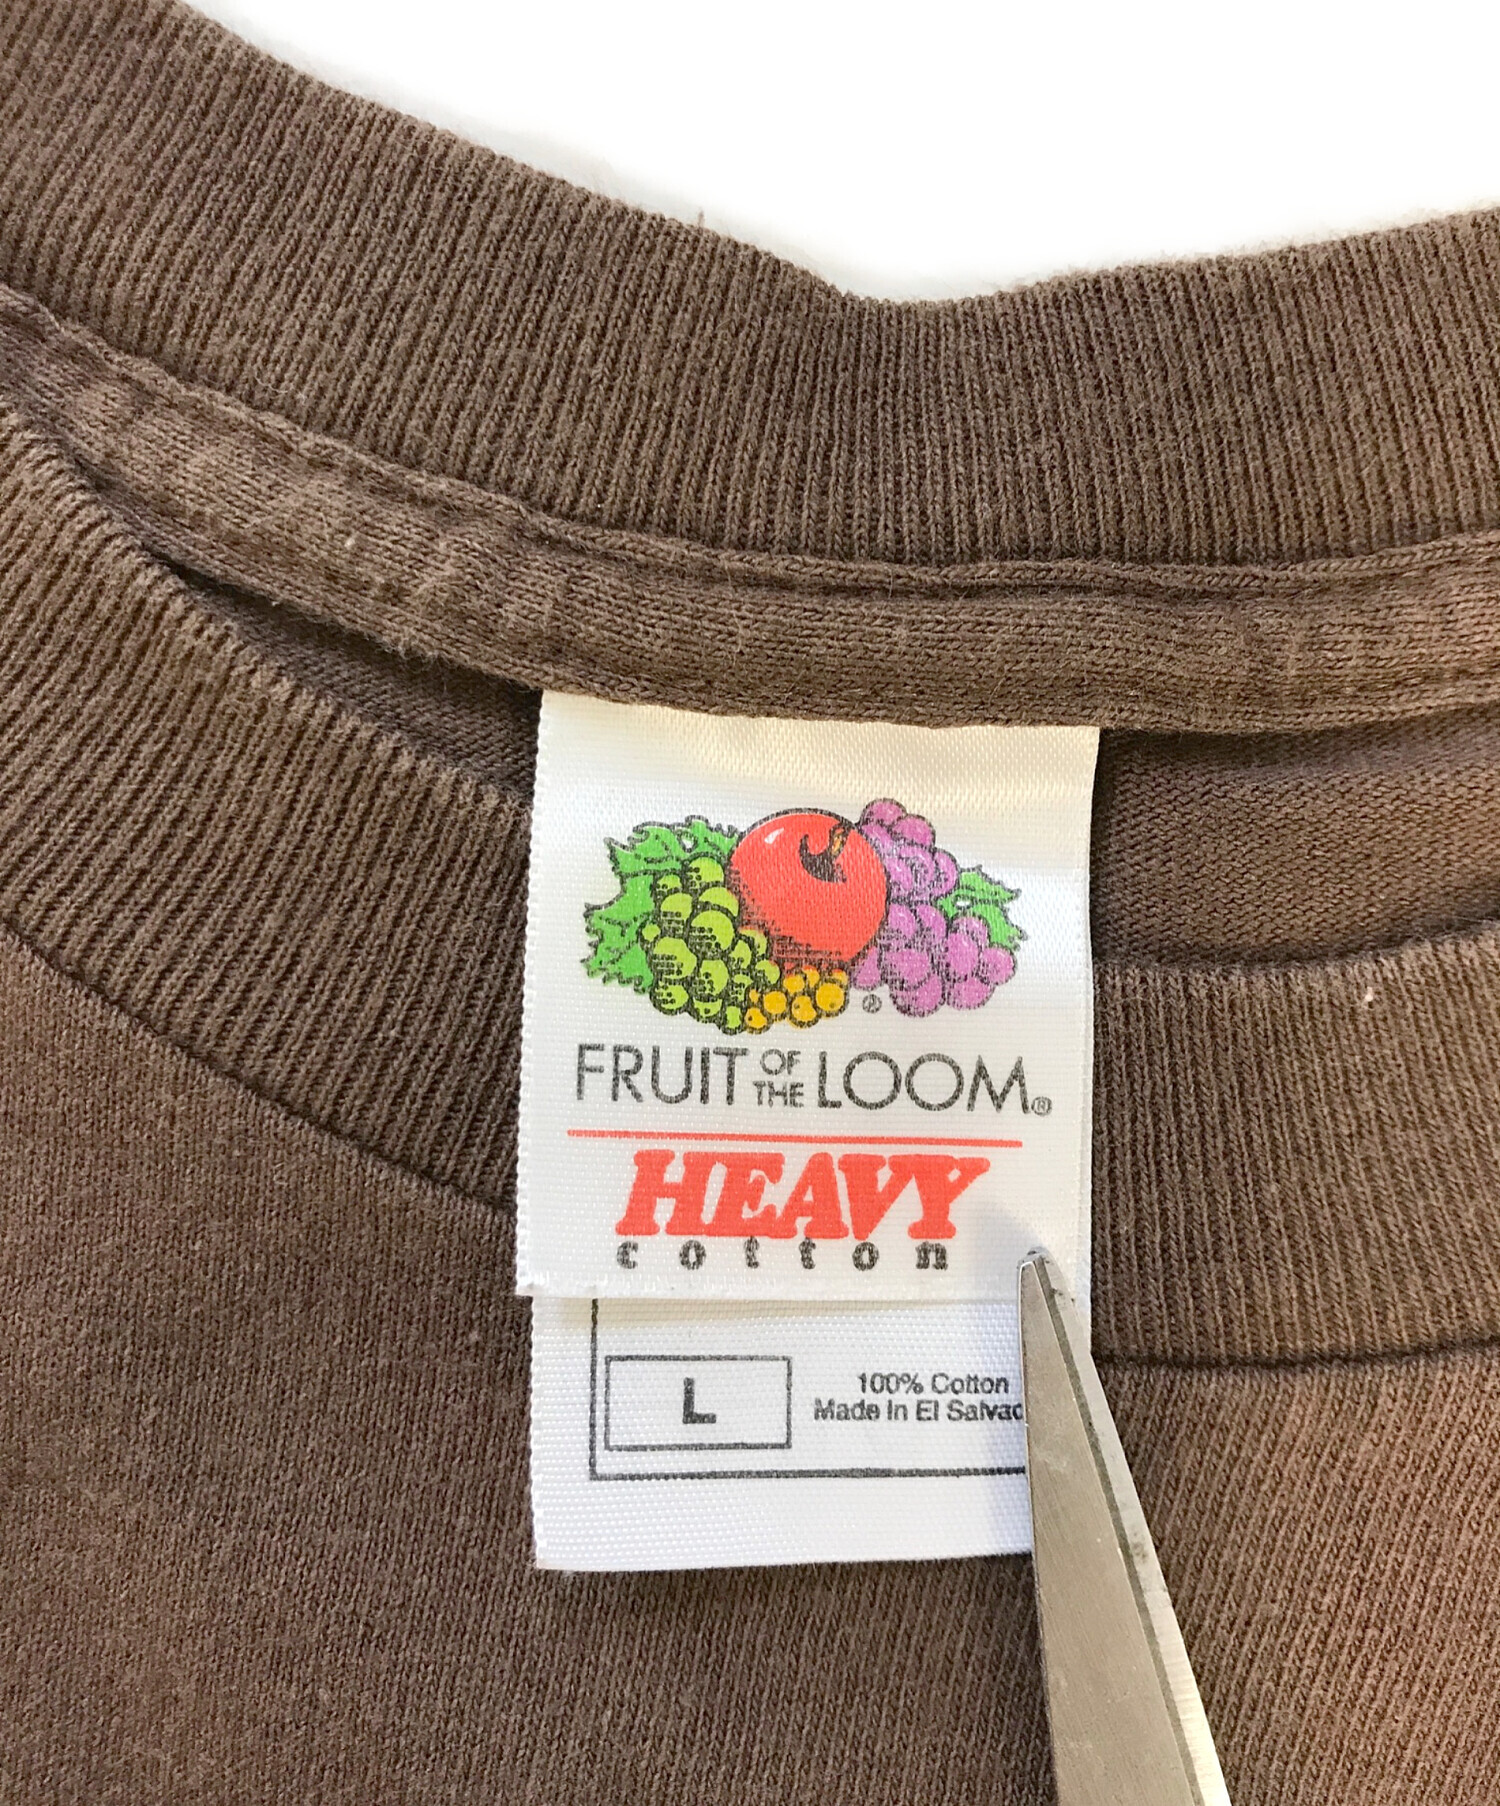 ®
FRUIT OF THE LOOM®
HEAVY
cotton
L
100% Cotton
Made In El Salvad